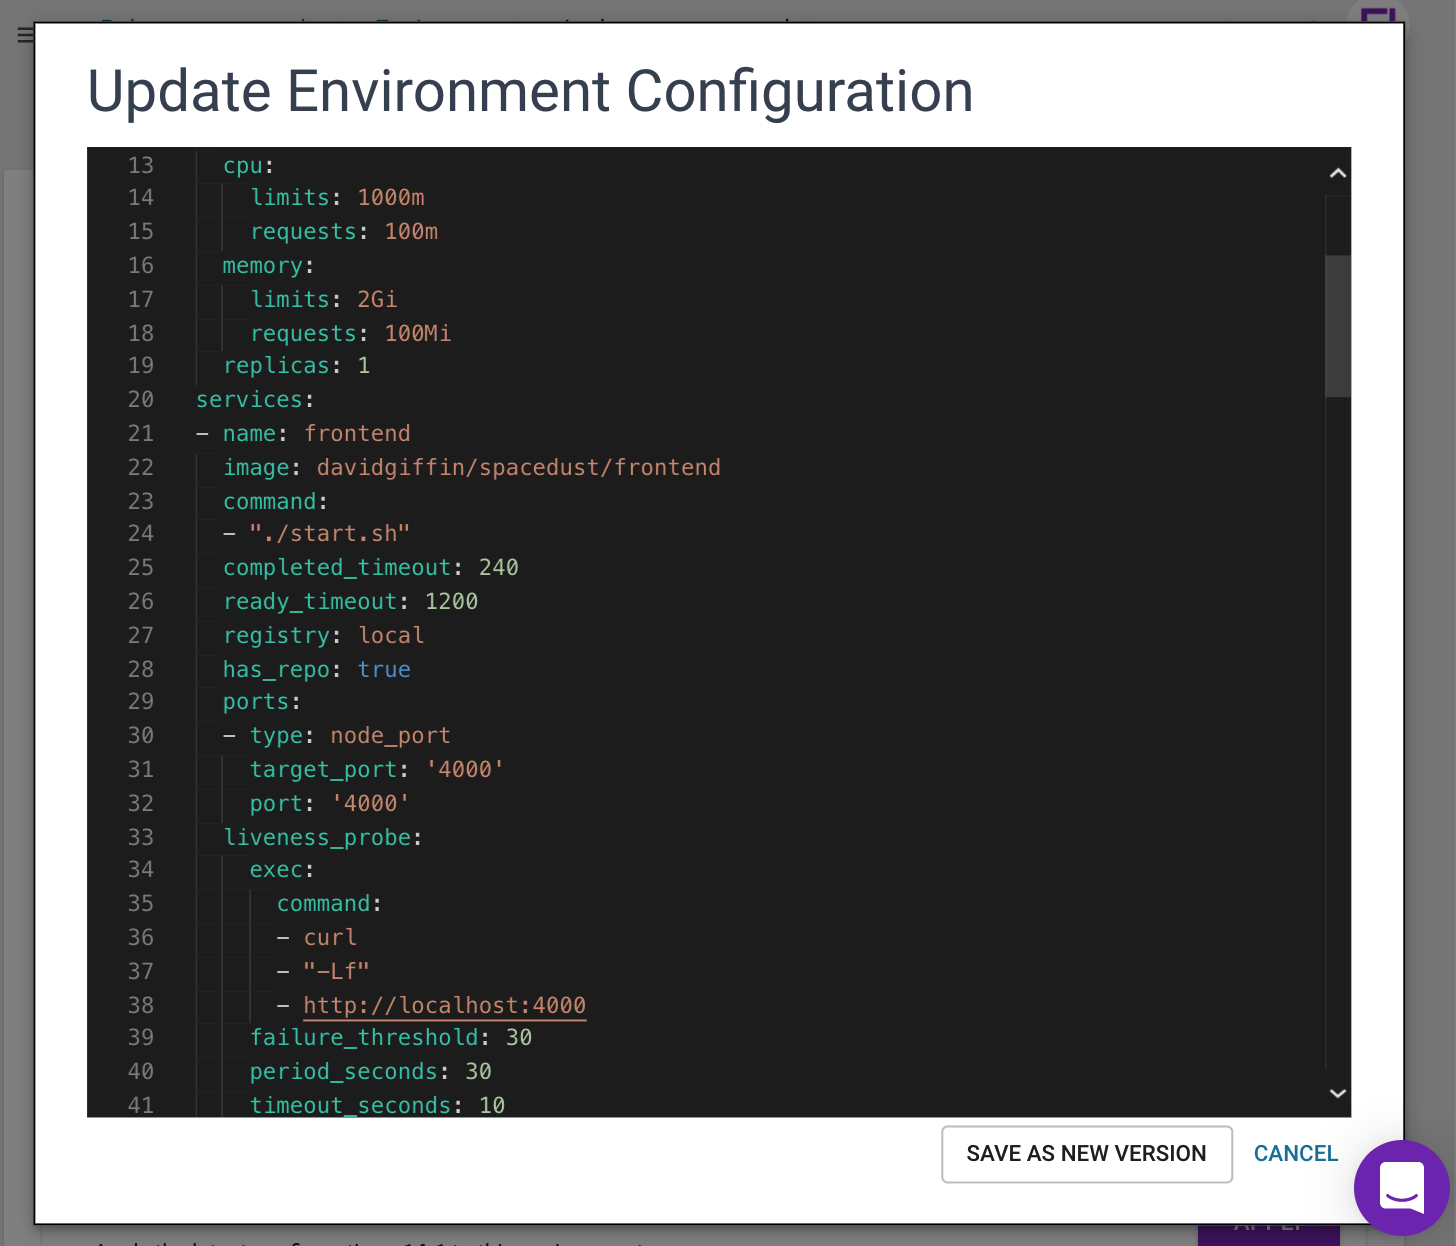 Update Environment Configuration
13 cpu:
14 limits: 1000m
15 requests: 100m
16 memory:
17 limits: 2Gi
18 requests: 100Mi
19 replicas: 1
20 services:
21 - name: frontend
22 image: davidgiffin/spacedust/frontend
23 command:
24 - "./start.sh"
25 completed_timeout: 240
26 ready_timeout: 1200
27 registry: local
28 has_repo: true
29 ports:
30 - type: node_port
31 target_port: '4000'
32 port: '4000'
33 liveness_probe:
34 exec:
35 command:
36 - curl
37 - "-Lf"
38 - http://localhost:4000
39 failure_threshold: 30
40 period_seconds: 30
41 timeout_seconds: 10
SAVE AS NEW VERSION CANCEL